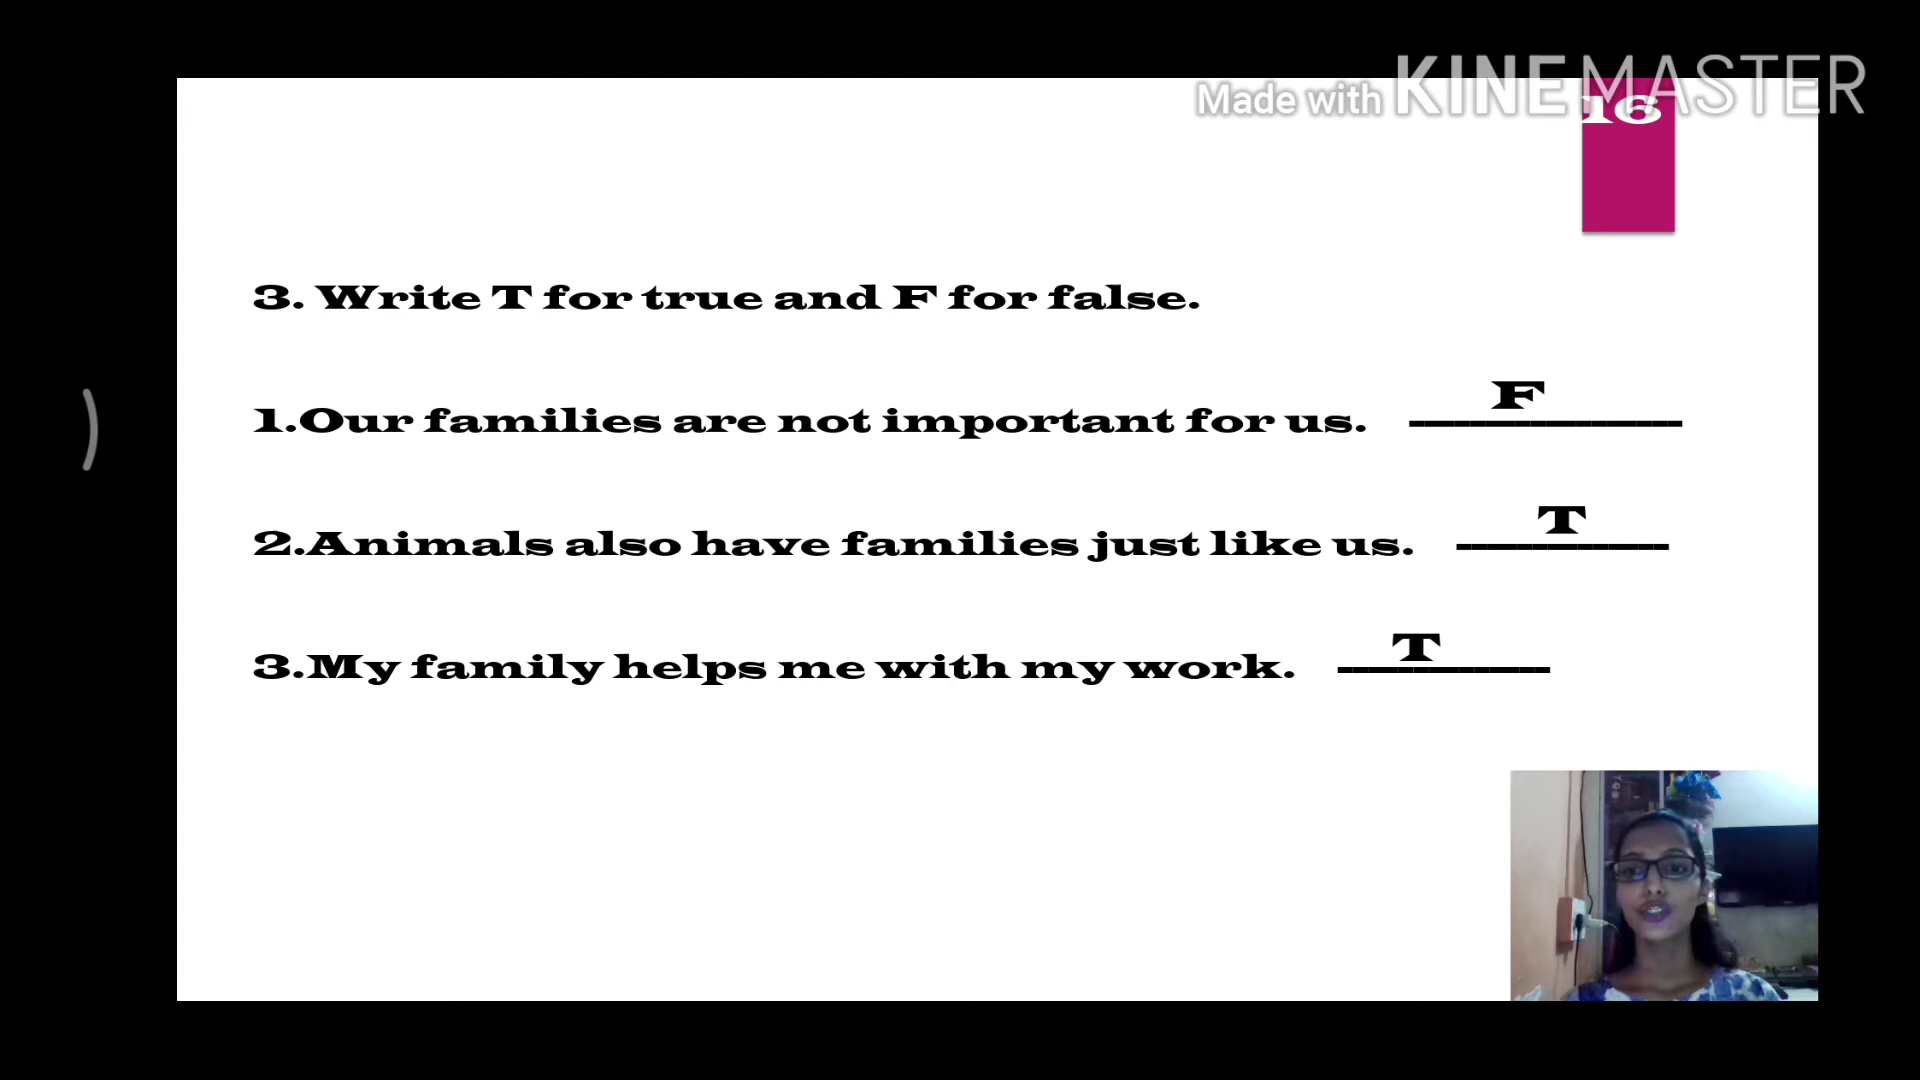 Made with KINEMASTER
16
3. Write T for true and F for false.
1.Our families are not important for us. F
2.Animals also have families just like us. T
3.My family helps me with my work. T